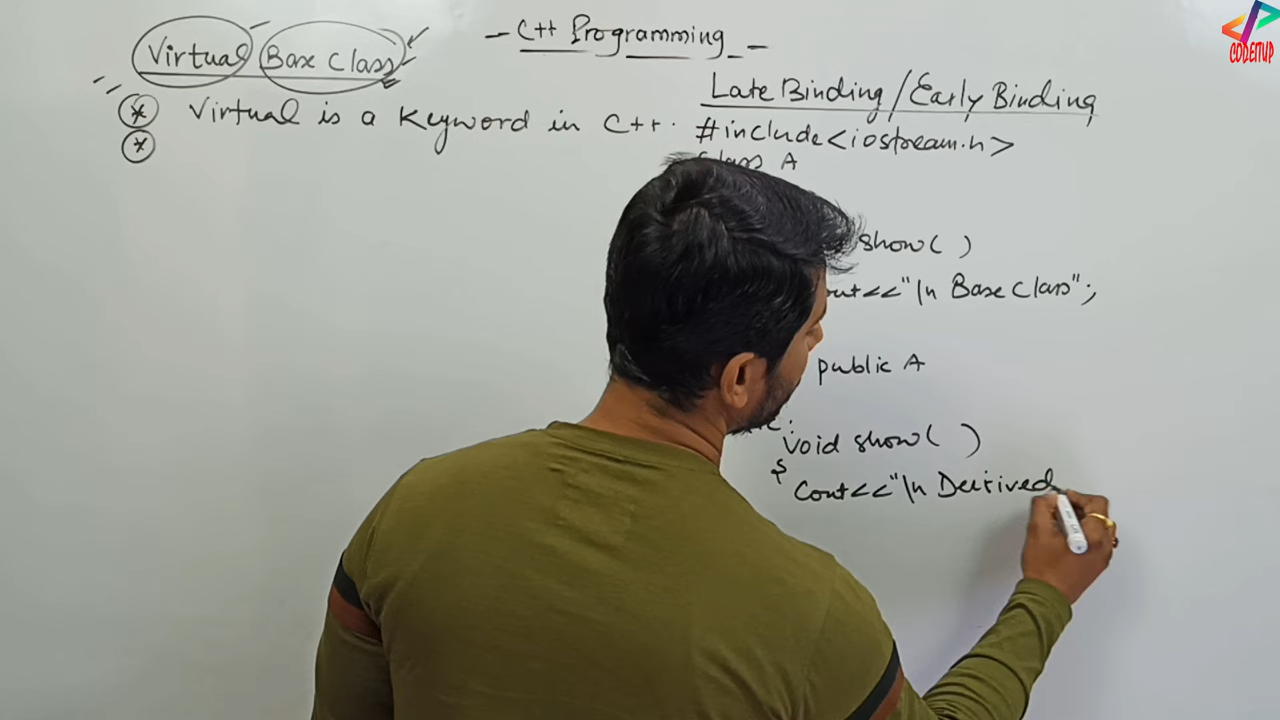 - C++ Programming -
Virtual Base Class
* Virtual is a keyword in C++.
*
Late Binding / Early Binding
#include<iostream.h>
Class A
show( )
cout<<"\n Base Class";
public A
void show( )
{
Cout<<"\n Derived
CODEITUP